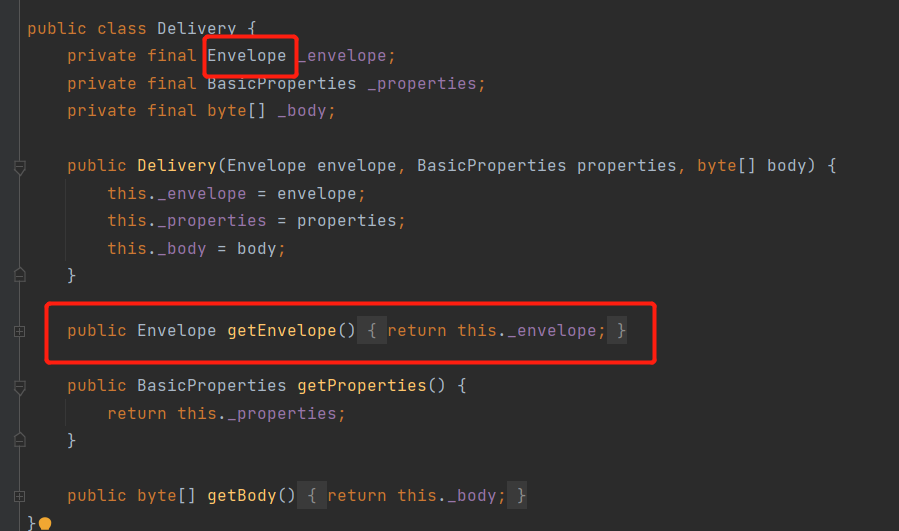 public class Delivery {
private final Envelope _envelope;
private final BasicProperties _properties;
private final byte[] _body;
public Delivery(Envelope envelope, BasicProperties properties, byte[] body) {
this._envelope = envelope;
this._properties = properties;
this._body = body;
}
public Envelope getEnvelope() { return this._envelope; }
public BasicProperties getProperties() {
return this._properties;
}
public byte[] getBody() { return this._body; }
}